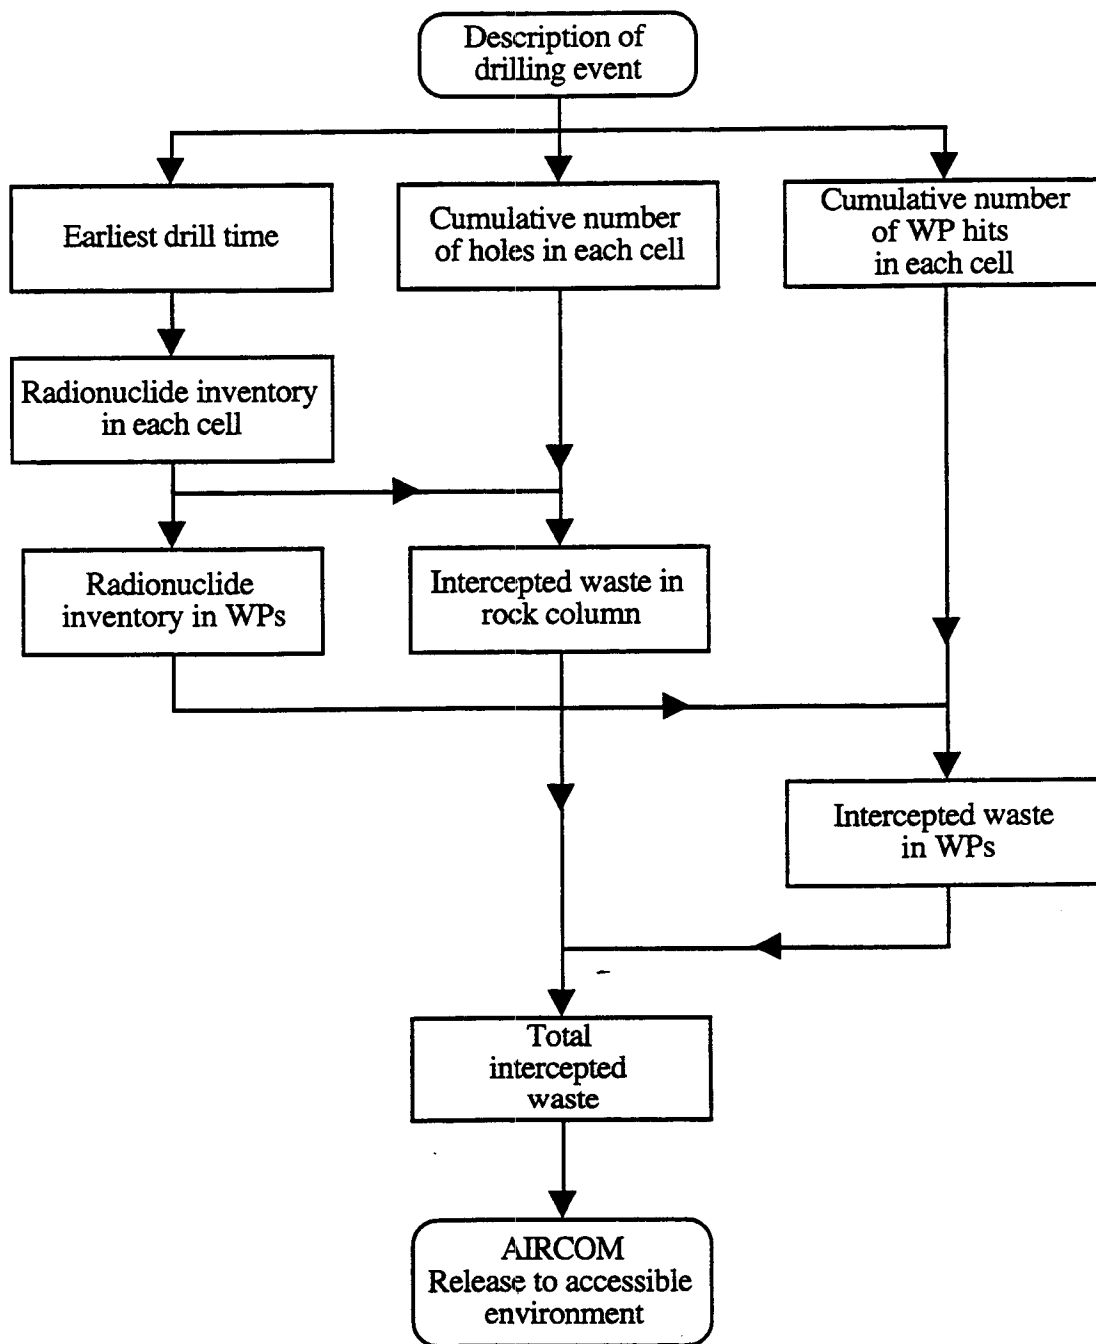 Description of
drilling event
Earliest drill time
Cumulative number
of holes in each cell
Cumulative number
of WP hits
in each cell
Radionuclide inventory
in each cell
Radionuclide
inventory in WPs
Intercepted waste in
rock column
Intercepted waste
in WPs
Total
intercepted
waste
AIRCOM
Release to accessible
environment